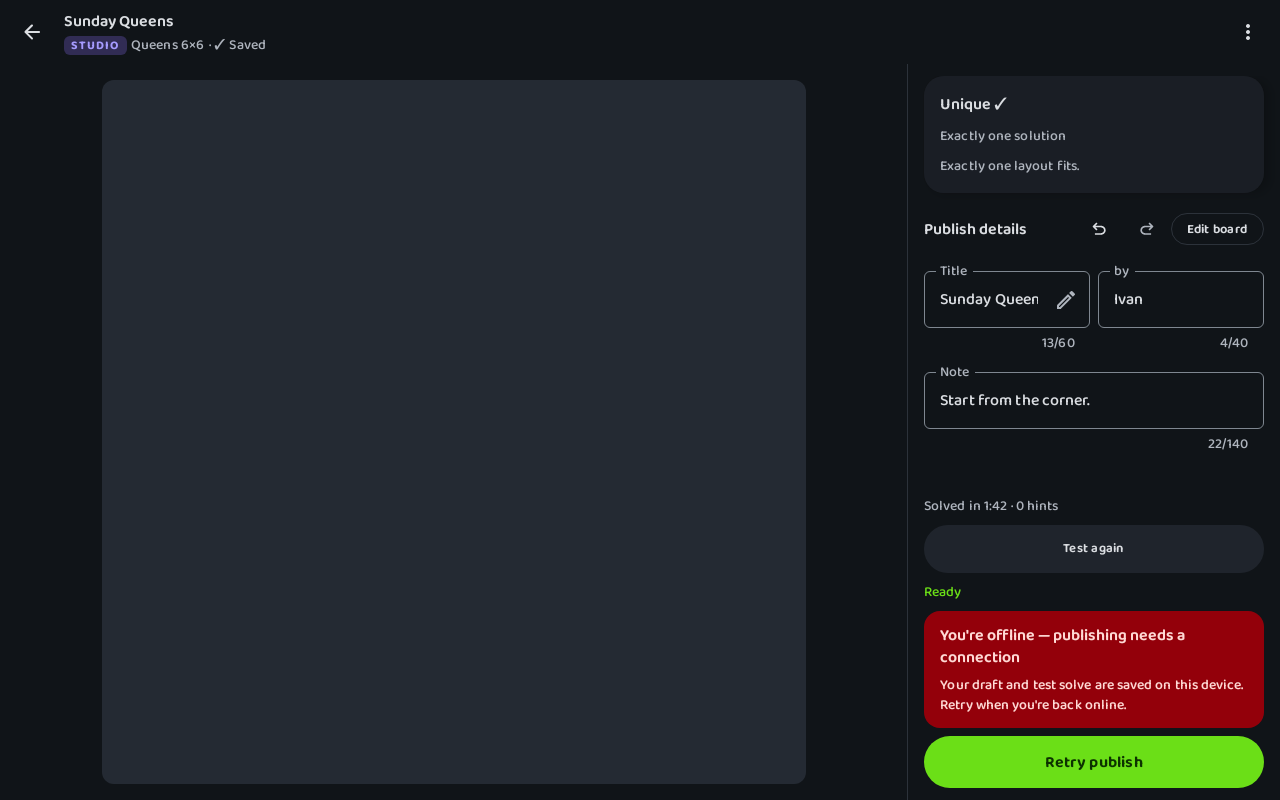 Sunday Queens
STUDIO Queens 6×6 · ✓ Saved
Unique ✓
Exactly one solution
Exactly one layout fits.
Publish details
Edit board
Title
Sunday Queen
13/60
by
Ivan
4/40
Note
Start from the corner.
22/140
Solved in 1:42 · 0 hints
Test again
Ready
You're offline — publishing needs a
connection
Your draft and test solve are saved on this device.
Retry when you're back online.
Retry publish